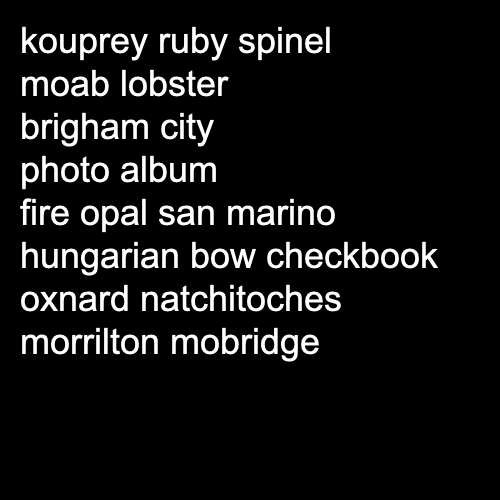 kouprey ruby spinel
moab lobster
brigham city
photo album
fire opal san marino
hungarian bow checkbook
oxnard natchitoches
morrilton mobridge